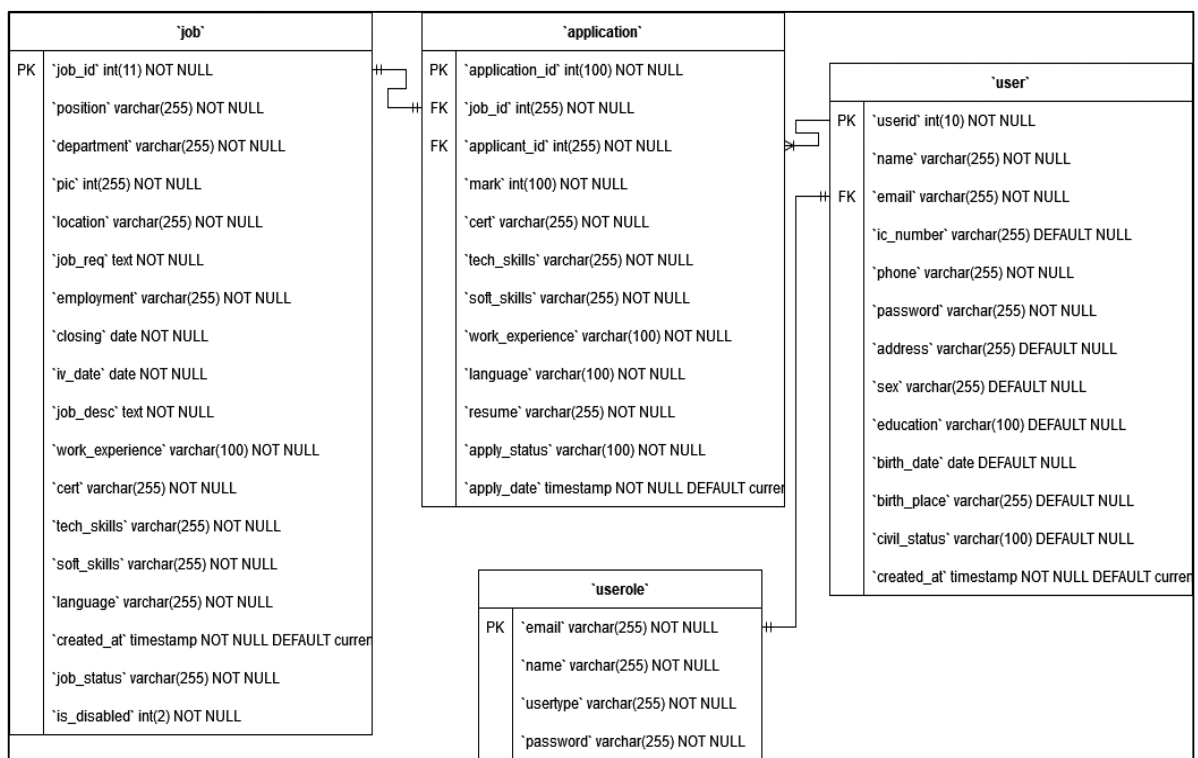 `job`
PK `job_id` int(11) NOT NULL
`position` varchar(255) NOT NULL
`department` varchar(255) NOT NULL
`pic` int(255) NOT NULL
`location` varchar(255) NOT NULL
`job_req` text NOT NULL
`employment` varchar(255) NOT NULL
`closing` date NOT NULL
`iv_date` date NOT NULL
`job_desc` text NOT NULL
`work_experience` varchar(100) NOT NULL
`cert` varchar(255) NOT NULL
`tech_skills` varchar(255) NOT NULL
`soft_skills` varchar(255) NOT NULL
`language` varchar(255) NOT NULL
`created_at` timestamp NOT NULL DEFAULT curren
`job_status` varchar(255) NOT NULL
`is_disabled` int(2) NOT NULL
`application`
PK `application_id` int(100) NOT NULL
FK `job_id` int(255) NOT NULL
FK `applicant_id` int(255) NOT NULL
`mark` int(100) NOT NULL
`cert` varchar(255) NOT NULL
`tech_skills` varchar(255) NOT NULL
`soft_skills` varchar(255) NOT NULL
`work_experience` varchar(100) NOT NULL
`language` varchar(100) NOT NULL
`resume` varchar(255) NOT NULL
`apply_status` varchar(100) NOT NULL
`apply_date` timestamp NOT NULL DEFAULT curren
`user`
PK `userid` int(10) NOT NULL
`name` varchar(255) NOT NULL
FK `email` varchar(255) NOT NULL
`ic_number` varchar(255) DEFAULT NULL
`phone` varchar(255) NOT NULL
`password` varchar(255) NOT NULL
`address` varchar(255) DEFAULT NULL
`sex` varchar(255) DEFAULT NULL
`education` varchar(100) DEFAULT NULL
`birth_date` date DEFAULT NULL
`birth_place` varchar(255) DEFAULT NULL
`civil_status` varchar(100) DEFAULT NULL
`created_at` timestamp NOT NULL DEFAULT curren
`userole`
PK `email` varchar(255) NOT NULL
`name` varchar(255) NOT NULL
`usertype` varchar(255) NOT NULL
`password` varchar(255) NOT NULL